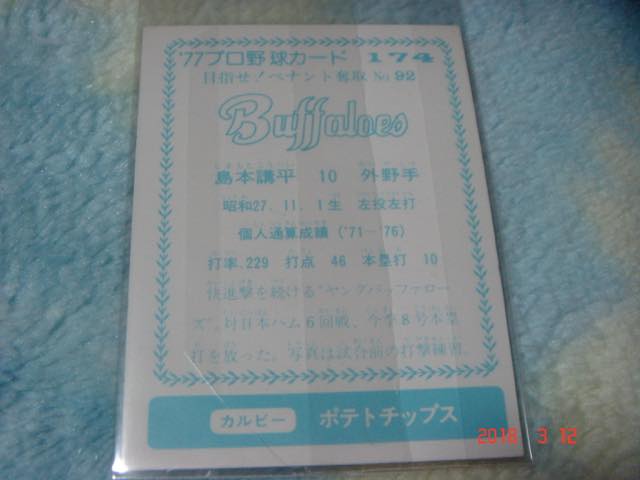 '77プロ野球カード 174
目指せ!ペナント奪取 No.92
Buffaloes
島本講平 10 外野手
昭和27.11.1生 左投左打
個人通算成績('71―'76)
打率.229 打点 46 本塁打 10
快進撃を続ける"ヤングバッファロー
ズ"。対日本ハム6回戦、今季8号本塁
打を放った。写真は試合前の打撃練習。
カルビー ポテトチップス
2018 3 12